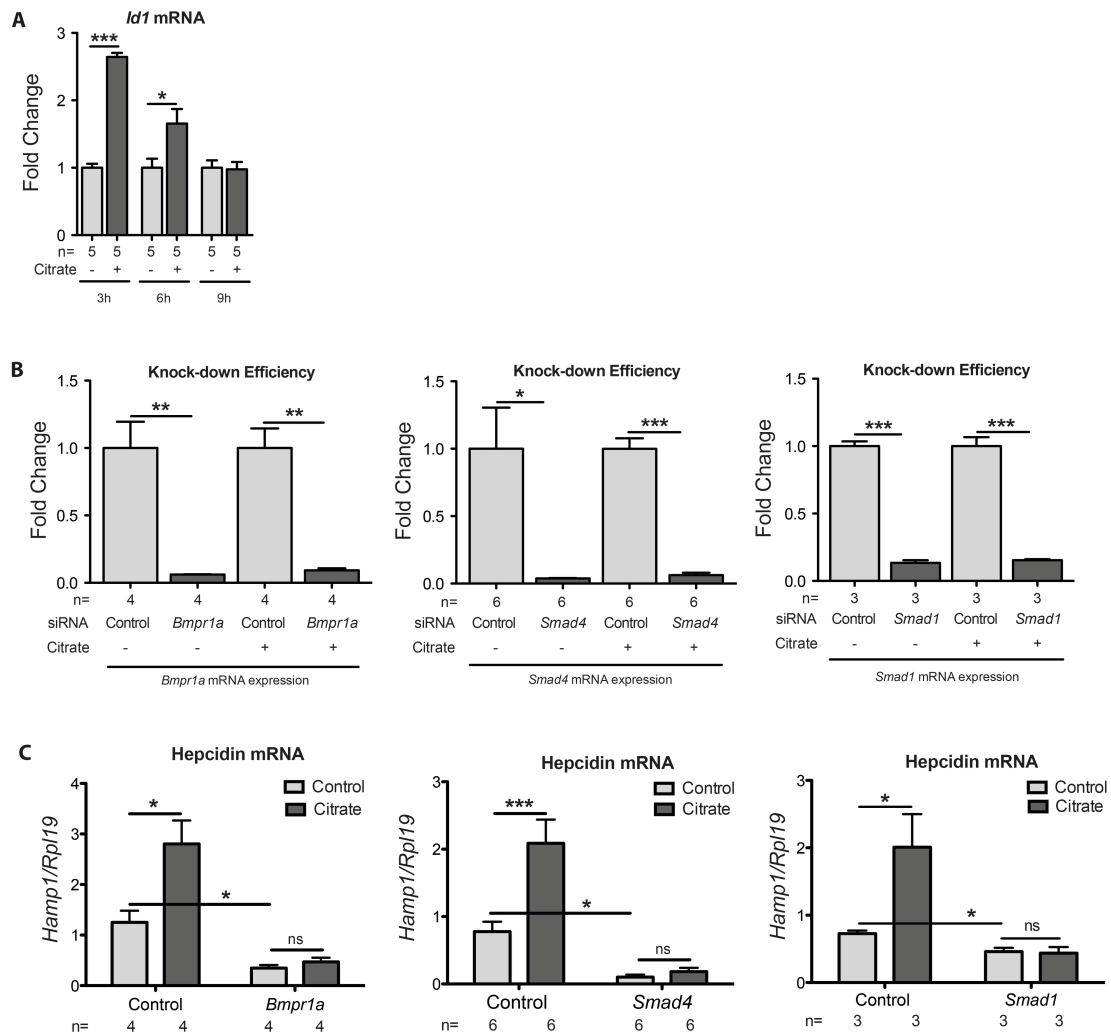 A
Id1 mRNA
***
*
3
2
1
0
Fold Change
n= 5 5 5 5 5 5
Citrate - + - + - +
3h 6h 9h
B
Knock-down Efficiency
1.5
1.0
0.5
0.0
Fold Change
** **
n= 4 4 4 4
siRNA Control Bmpr1a Control Bmpr1a
Citrate - - + +
Bmpr1a mRNA expression
Knock-down Efficiency
1.5
1.0
0.5
0.0
Fold Change
* ***
n= 6 6 6 6
siRNA Control Smad4 Control Smad4
Citrate - - + +
Smad4 mRNA expression
Knock-down Efficiency
1.5
1.0
0.5
0.0
Fold Change
*** ***
n= 3 3 3 3
siRNA Control Smad1 Control Smad1
Citrate - - + +
Smad1 mRNA expression
C
Hepcidin mRNA
Control
Citrate
4
3
2
1
0
Hamp1/Rpl19
*
*
ns
Control Bmpr1a
n= 4 4 4 4
Hepcidin mRNA
Control
Citrate
3
2
1
0
Hamp1/Rpl19
***
*
ns
Control Smad4
n= 6 6 6 6
Hepcidin mRNA
Control
Citrate
3
2
1
0
Hamp1/Rpl19
*
*
ns
Control Smad1
n= 3 3 3 3